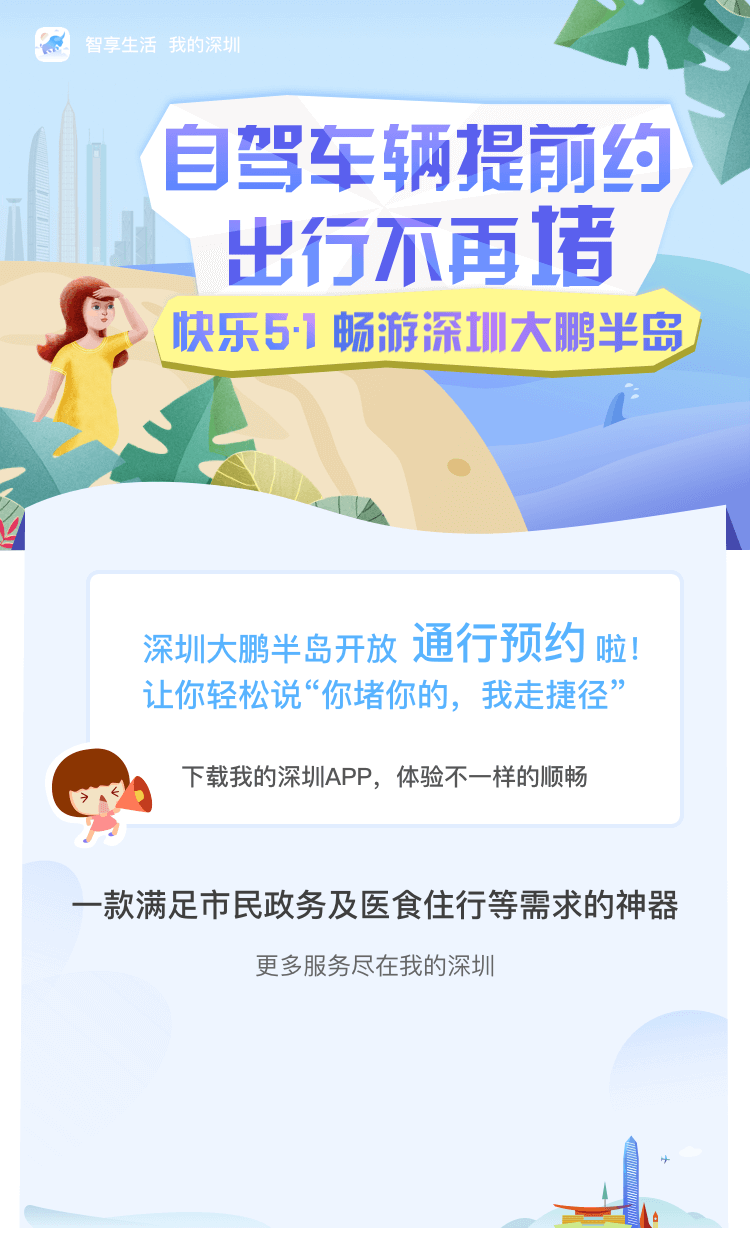 智享生活 我的深圳
自驾车辆提前约
出行不再堵
快乐5·1 畅游深圳大鹏半岛
深圳大鹏半岛开放 通行预约 啦！
让你轻松说“你堵你的，我走捷径”
下载我的深圳APP，体验不一样的顺畅
一款满足市民政务及医食住行等需求的神器
更多服务尽在我的深圳